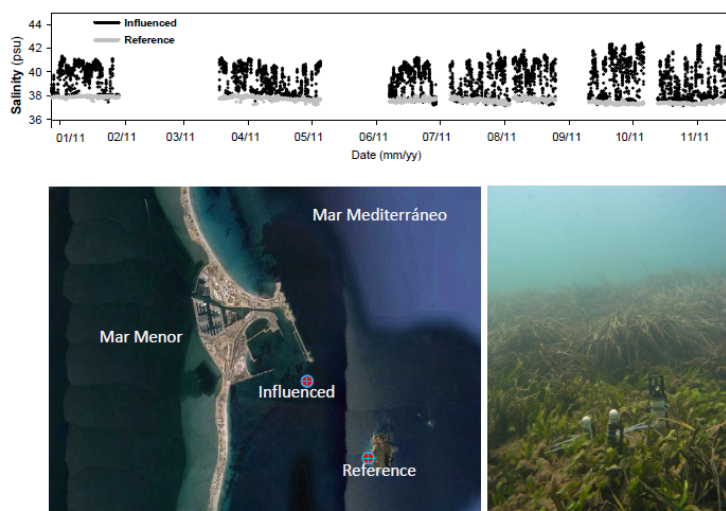 44
42
40
38
36
Salinity (psu)
Influenced
Reference
01/11 02/11 03/11 04/11 05/11 06/11 07/11 08/11 09/11 10/11 11/11
Date (mm/yy)
Mar Mediterráneo
Mar Menor
Influenced
Reference